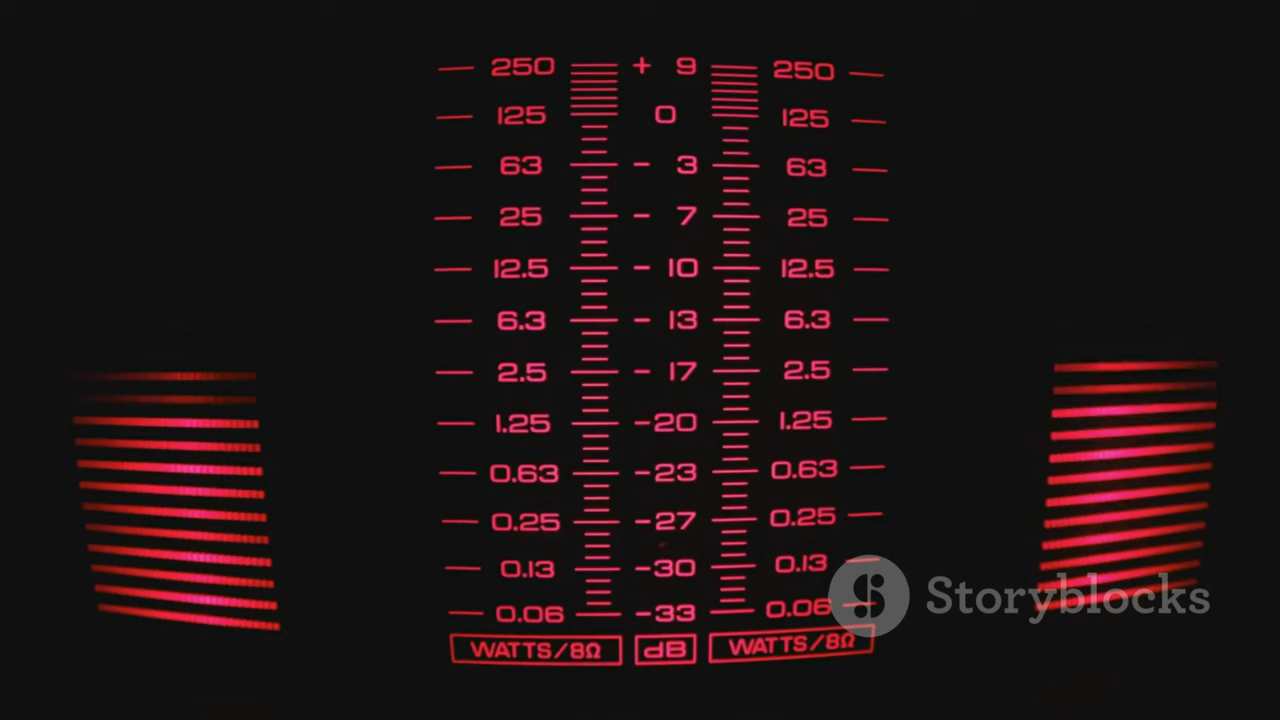 250 + 9 250
125 0 125
63 - 3 63
25 - 7 25
12.5 - 10 12.5
6.3 - 13 6.3
2.5 - 17 2.5
1.25 -20 1.25
0.63 -23 0.63
0.25 -27 0.25
0.13 -30 0.13
0.06 -33 0.06
WATTS/8Ω dB WATTS/8Ω
Storyblocks